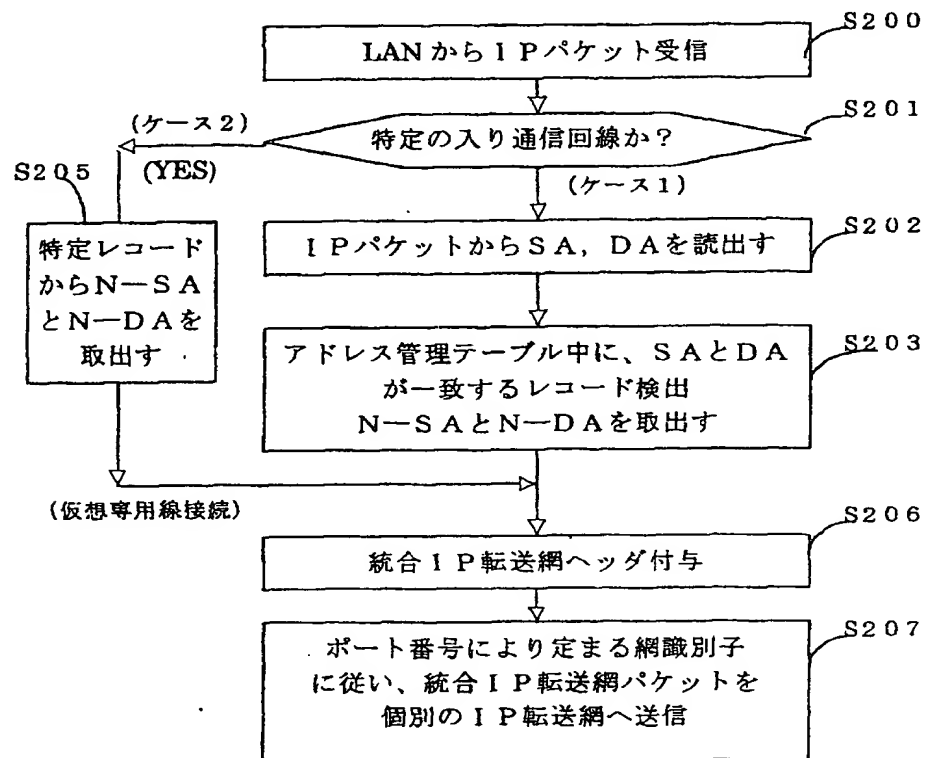 S200
LANからIPパケット受信
S201
特定の入り通信回線か?
(ケース2)
(YES)
(ケース1)
S205
特定レコード
からN―SA
とN―DAを
取出す
S202
IPパケットからSA,DAを読出す
S203
アドレス管理テーブル中に、SAとDA
が一致するレコード検出
N―SAとN―DAを取出す
(仮想専用線接続)
S206
統合IP転送網ヘッダ付与
S207
ポート番号により定まる網識別子
に従い、統合IP転送網パケットを
個別のIP転送網へ送信